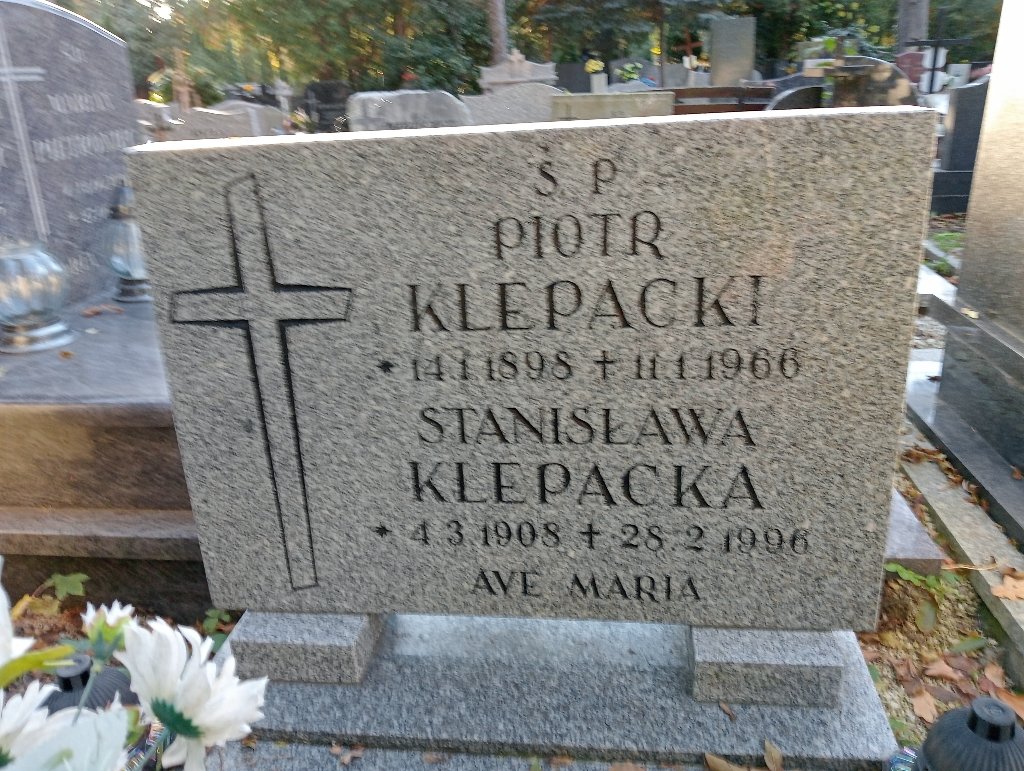 Ś P
PIOTR
KLEPACKI
* 14.1 1898 + 11.1.1966
STANISŁAWA
KLEPACKA
* 4 3 1908 + 28.2 1996
AVE MARIA